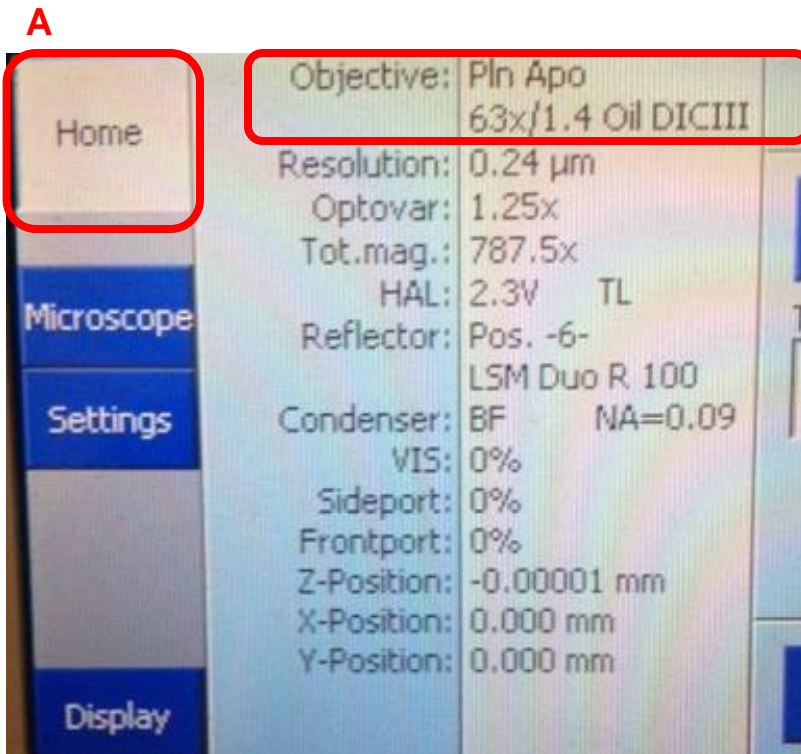 A
Home
Microscope
Settings
Display
Objective: Pln Apo
63x/1.4 Oil DICIII
Resolution: 0.24 µm
Optovar: 1.25x
Tot.mag.: 787.5x
HAL: 2.3V TL
Reflector: Pos. -6-
LSM Duo R 100
Condenser: BF NA=0.09
VIS: 0%
Sideport: 0%
Frontport: 0%
Z-Position: -0.00001 mm
X-Position: 0.000 mm
Y-Position: 0.000 mm